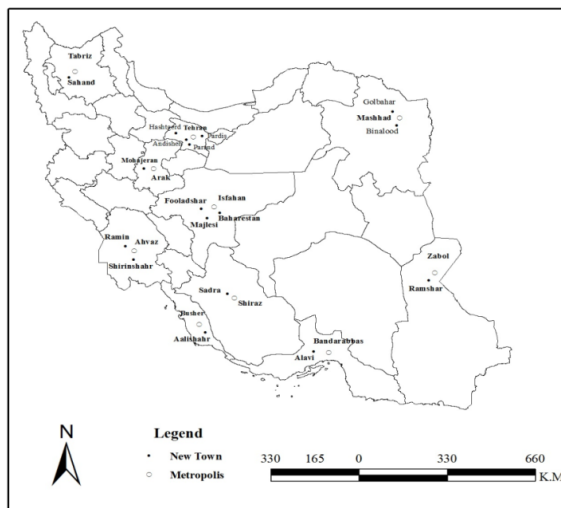 Tabriz
Sahand
Golbahar
Mashhad
Binalood
Hashtgerd
Tehran
Pardis
Andisheh
Parand
Mohajeran
Arak
Fooladshar
Isfahan
Majlesi
Baharestan
Ramin
Ahvaz
Shirinshahr
Zabol
Ramshar
Sadra
Shiraz
Busher
Aalishahr
Bandarabbas
Alavi
N
Legend
New Town
Metropolis
330 165 0 330 660
K.M